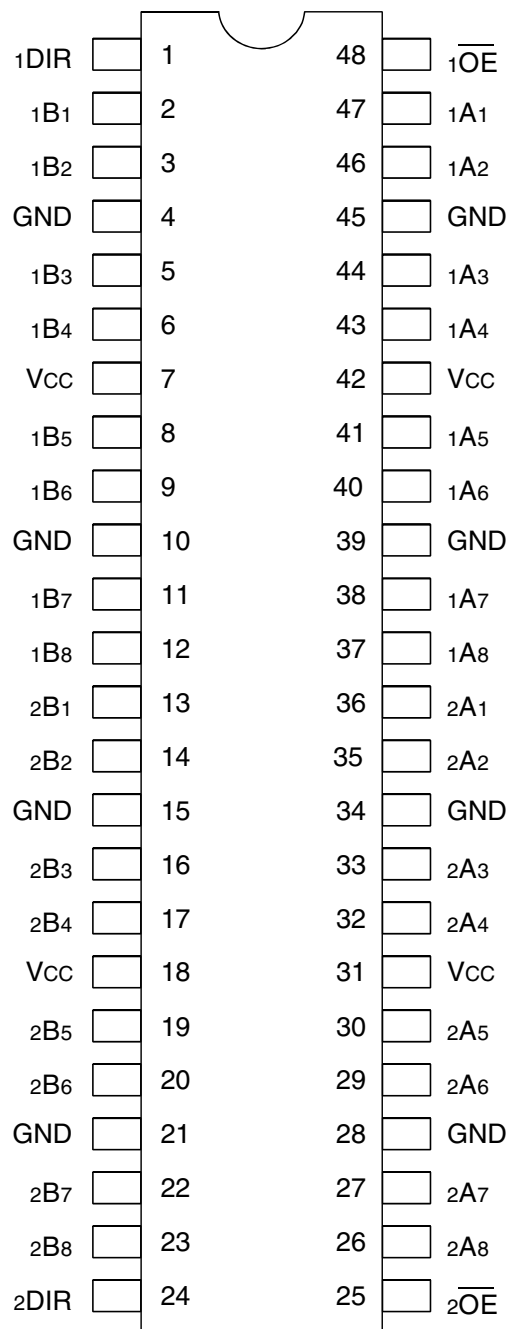 1DIR 1 48 1O̅E̅
1B1 2 47 1A1
1B2 3 46 1A2
GND 4 45 GND
1B3 5 44 1A3
1B4 6 43 1A4
VCC 7 42 VCC
1B5 8 41 1A5
1B6 9 40 1A6
GND 10 39 GND
1B7 11 38 1A7
1B8 12 37 1A8
2B1 13 36 2A1
2B2 14 35 2A2
GND 15 34 GND
2B3 16 33 2A3
2B4 17 32 2A4
VCC 18 31 VCC
2B5 19 30 2A5
2B6 20 29 2A6
GND 21 28 GND
2B7 22 27 2A7
2B8 23 26 2A8
2DIR 24 25 2O̅E̅